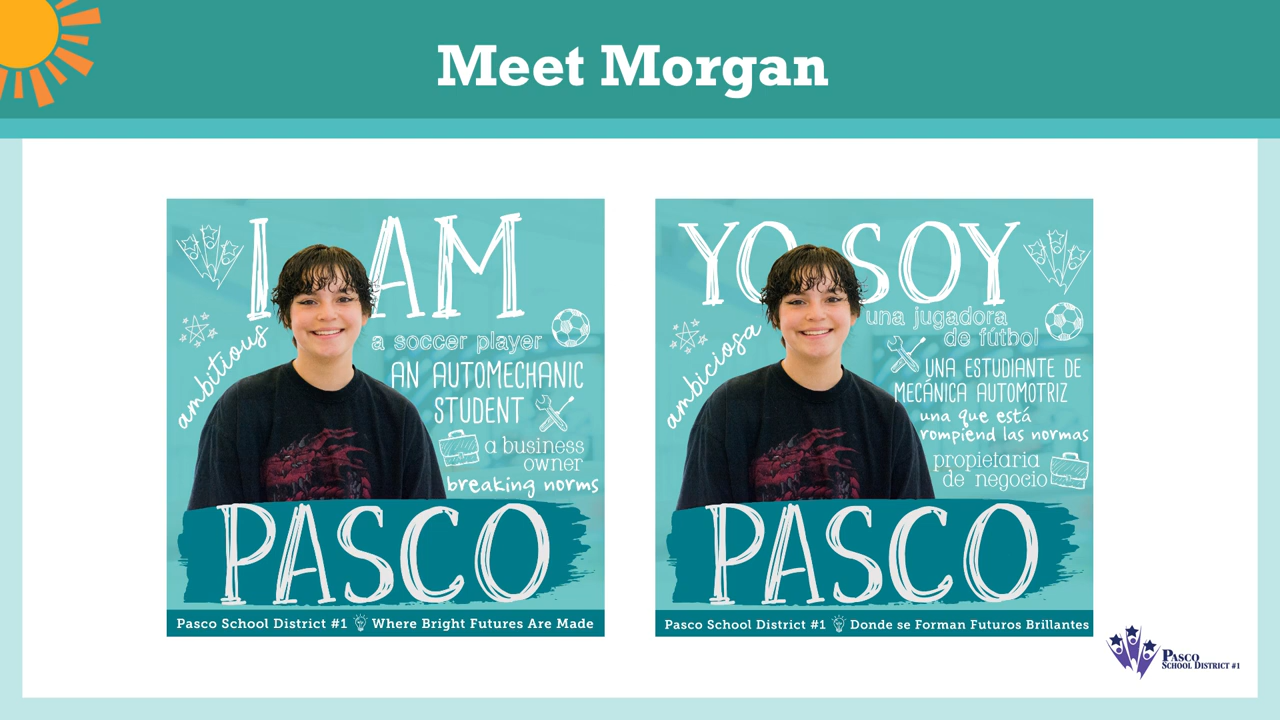 Meet Morgan
I AM
ambitious
a soccer player
AN AUTOMECHANIC
STUDENT
a business
owner
breaking norms
PASCO
Pasco School District #1 Where Bright Futures Are Made
YO SOY
ambiciosa
una jugadora
de fútbol
UNA ESTUDIANTE DE
MECÁNICA AUTOMOTRIZ
una que está
rompiend las normas
propietaria
de negocio
PASCO
Pasco School District #1 Donde se Forman Futuros Brillantes
PASCO
SCHOOL DISTRICT #1